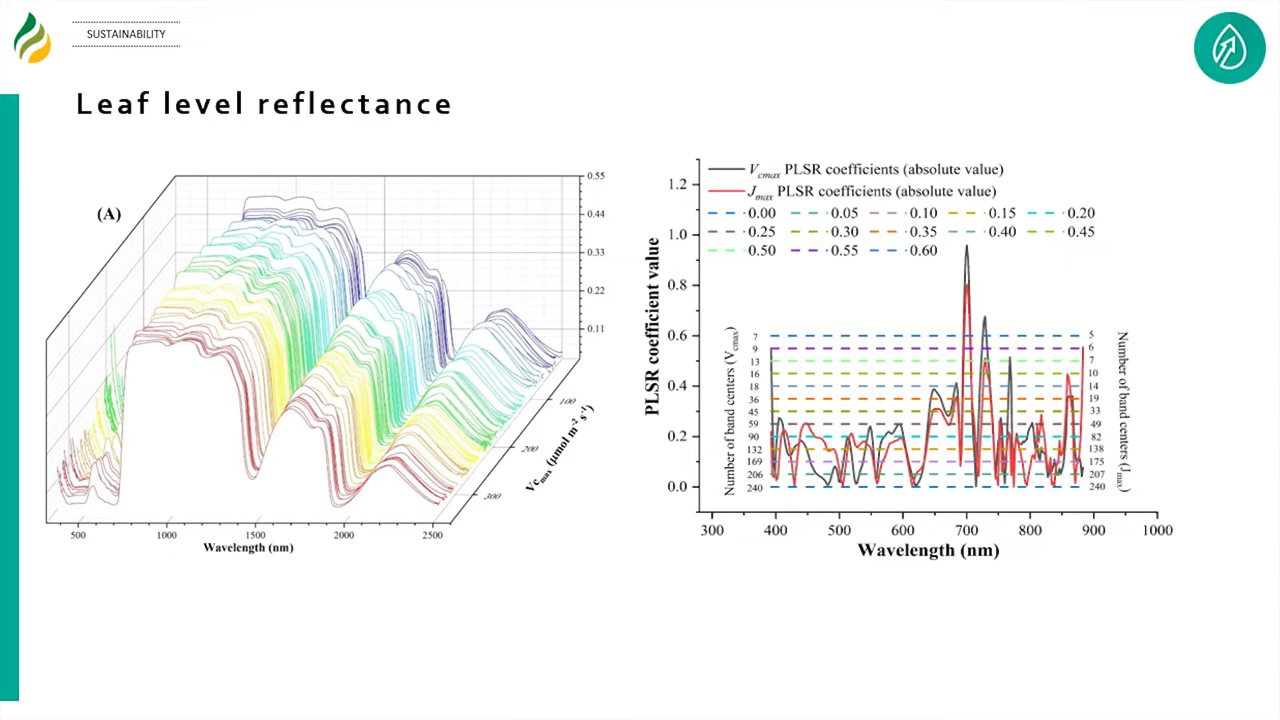 SUSTAINABILITY
Leaf level reflectance
(A)
0.55
0.44
0.33
0.22
0.11
100
200
300
Vcmax (μmol m-2 s-1)
500 1000 1500 2000 2500
Wavelength (nm)
Vcmax PLSR coefficients (absolute value)
Jmax PLSR coefficients (absolute value)
0.00 0.05 0.10 0.15 0.20
0.25 0.30 0.35 0.40 0.45
0.50 0.55 0.60
PLSR coefficient value
1.2
1.0
0.8
0.6
0.4
0.2
0.0
Number of band centers (Vcmax)
7
9
13
16
18
36
45
59
90
132
169
206
240
5
6
7
10
14
19
33
49
82
138
175
207
240
Number of band centers (Jmax)
300 400 500 600 700 800 900 1000
Wavelength (nm)